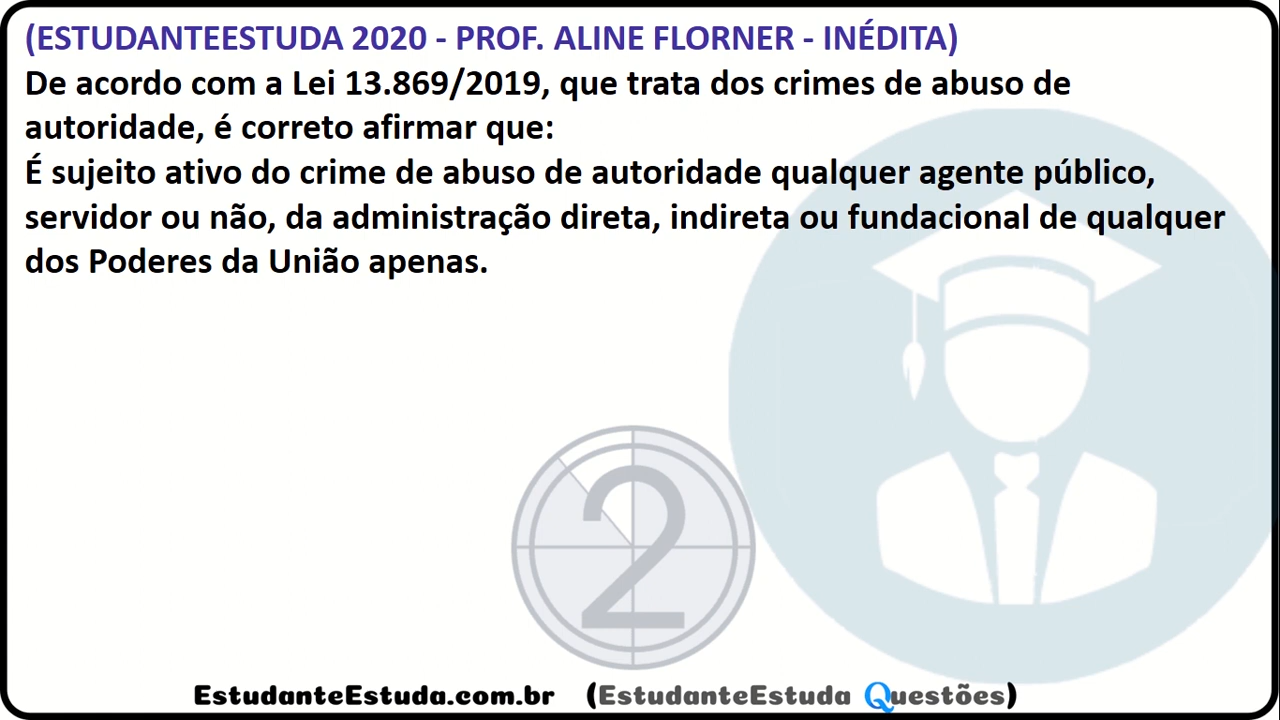 (ESTUDANTEESTUDA 2020 - PROF. ALINE FLORNER - INÉDITA)
De acordo com a Lei 13.869/2019, que trata dos crimes de abuso de
autoridade, é correto afirmar que:
É sujeito ativo do crime de abuso de autoridade qualquer agente público,
servidor ou não, da administração direta, indireta ou fundacional de qualquer
dos Poderes da União apenas.
2
EstudanteEstuda.com.br (EstudanteEstuda Questões)